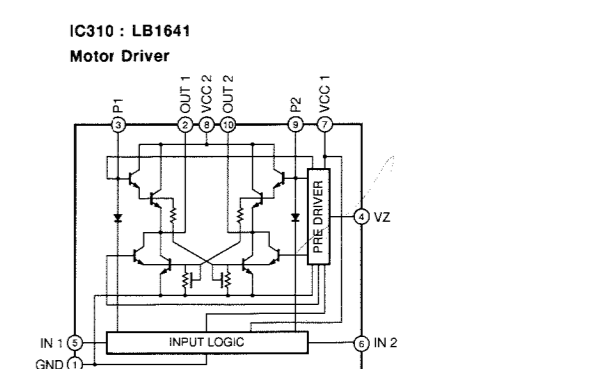 IC310 : LB1641
Motor Driver
P1
OUT 1
VCC 2
OUT 2
P2
VCC 1
3
2
8
10
9
7
PRE DRIVER
4 VZ
IN 1 5
INPUT LOGIC
6 IN 2
GND 1